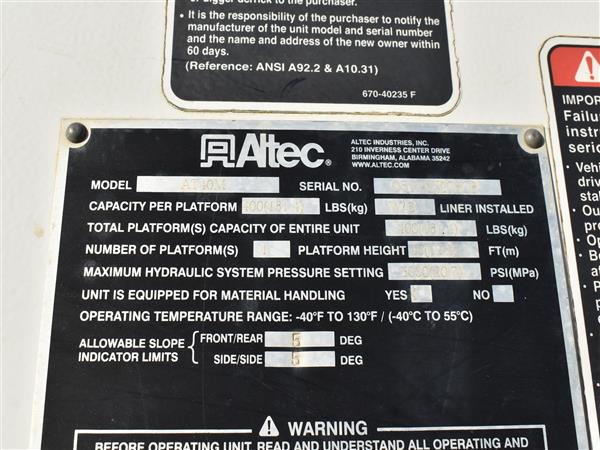 or digger derrick to the purchaser.
• It is the responsibility of the purchaser to notify the
manufacturer of the unit model and serial number
and the name and address of the new owner within
60 days.
(Reference: ANSI A92.2 & A10.31)
670-40235 F
Altec®
ALTEC INDUSTRIES, INC.
210 INVERNESS CENTER DRIVE
BIRMINGHAM, ALABAMA 35242
WWW.ALTEC.COM
MODEL AT40M SERIAL NO.
CAPACITY PER PLATFORM LBS(kg) LINER INSTALLED
TOTAL PLATFORM(S) CAPACITY OF ENTIRE UNIT LBS(kg)
NUMBER OF PLATFORM(S) PLATFORM HEIGHT FT(m)
MAXIMUM HYDRAULIC SYSTEM PRESSURE SETTING PSI(MPa)
UNIT IS EQUIPPED FOR MATERIAL HANDLING YES NO
OPERATING TEMPERATURE RANGE: -40°F TO 130°F / (-40°C TO 55°C)
ALLOWABLE SLOPE
INDICATOR LIMITS
FRONT/REAR 5 DEG
SIDE/SIDE 5 DEG
WARNING
BEFORE OPERATING UNIT, READ AND UNDERSTAND ALL OPERATING AND
IMPOR
Failu
instr
serio
• Vehi
driv
stal
• Ou
pro
• Op
• Be
af
• P